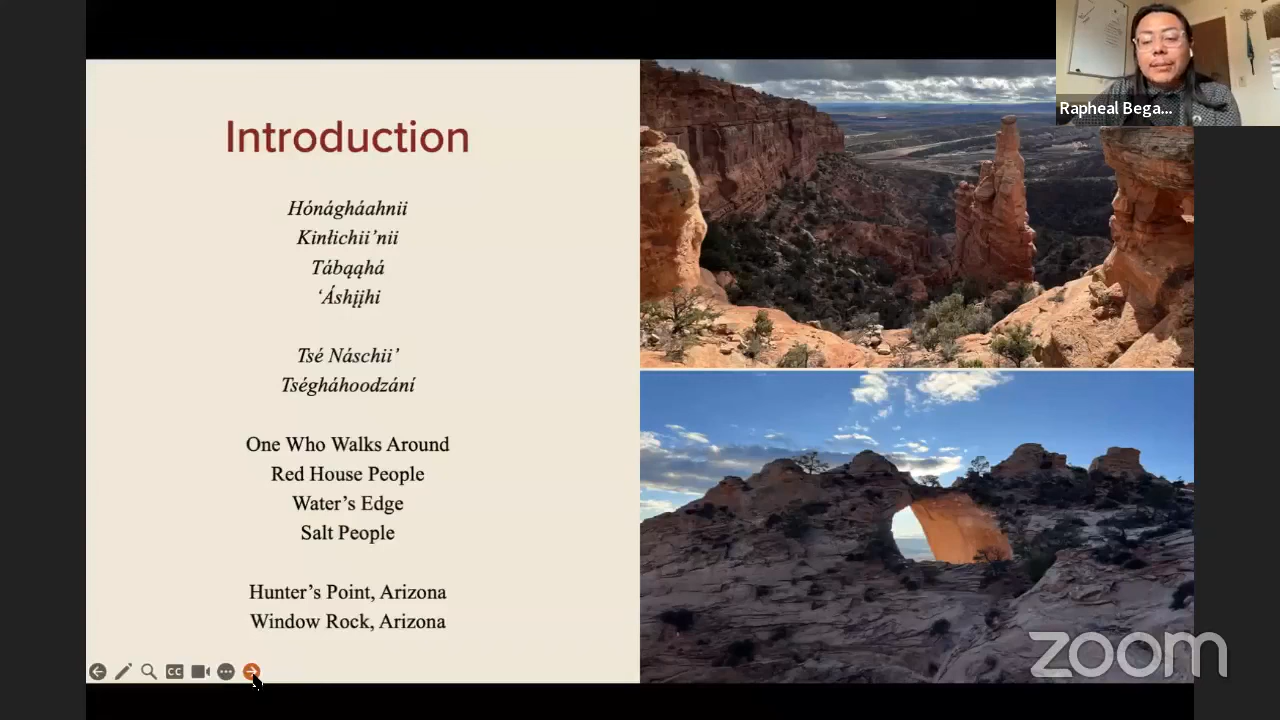 Introduction
Hónágháahnii
Kinłichii’nii
Tábąąhá
‘Áshįįhi
Tsé Náschii’
Tségháhoodzání
One Who Walks Around
Red House People
Water’s Edge
Salt People
Hunter’s Point, Arizona
Window Rock, Arizona
Rapheal Bega...
CC
zoom